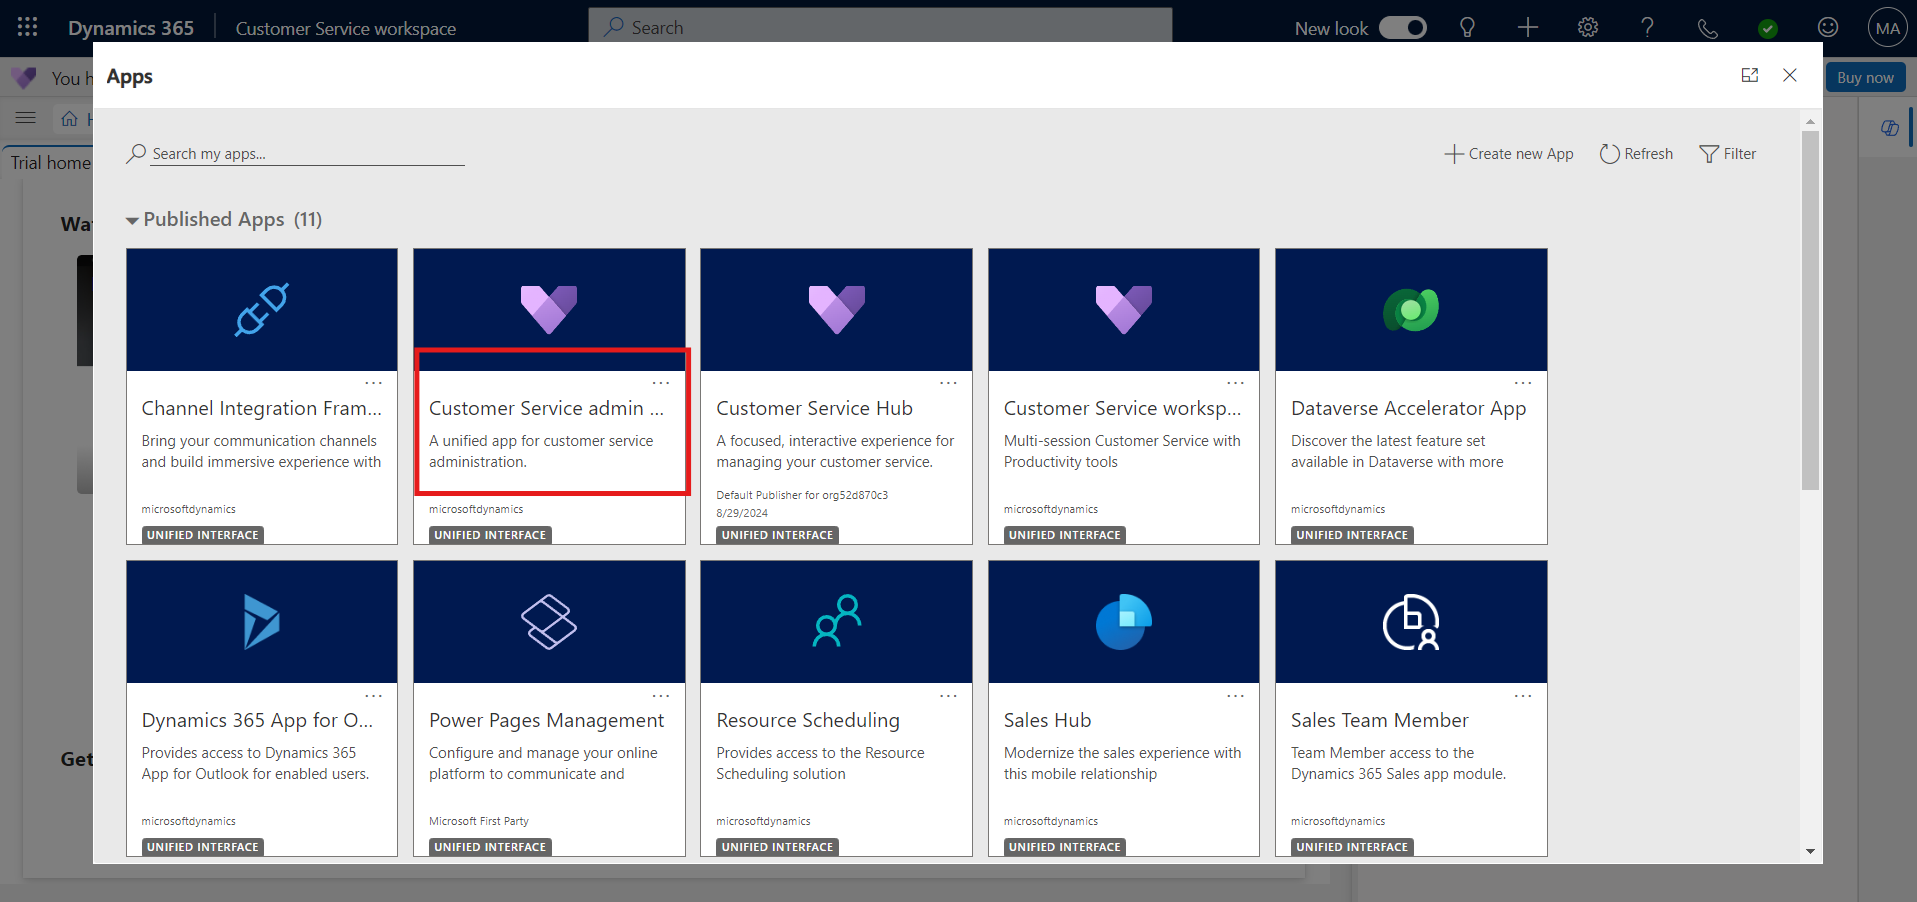 Dynamics 365
Customer Service workspace
Search
New look
MA
You h
Apps
Buy now
H
Search my apps...
Create new App
Refresh
Filter
Trial home
Published Apps (11)
Wat
Channel Integration Fram...
Bring your communication channels
and build immersive experience with
microsoftdynamics
UNIFIED INTERFACE
Customer Service admin ...
A unified app for customer service
administration.
microsoftdynamics
UNIFIED INTERFACE
Customer Service Hub
A focused, interactive experience for
managing your customer service.
Default Publisher for org52d870c3
8/29/2024
UNIFIED INTERFACE
Customer Service worksp...
Multi-session Customer Service with
Productivity tools
microsoftdynamics
UNIFIED INTERFACE
Dataverse Accelerator App
Discover the latest feature set
available in Dataverse with more
microsoftdynamics
UNIFIED INTERFACE
Get
Dynamics 365 App for O...
Provides access to Dynamics 365
App for Outlook for enabled users.
microsoftdynamics
UNIFIED INTERFACE
Power Pages Management
Configure and manage your online
platform to communicate and
Microsoft First Party
UNIFIED INTERFACE
Resource Scheduling
Provides access to the Resource
Scheduling solution
microsoftdynamics
UNIFIED INTERFACE
Sales Hub
Modernize the sales experience with
this mobile relationship
microsoftdynamics
UNIFIED INTERFACE
Sales Team Member
Team Member access to the
Dynamics 365 Sales app module.
microsoftdynamics
UNIFIED INTERFACE